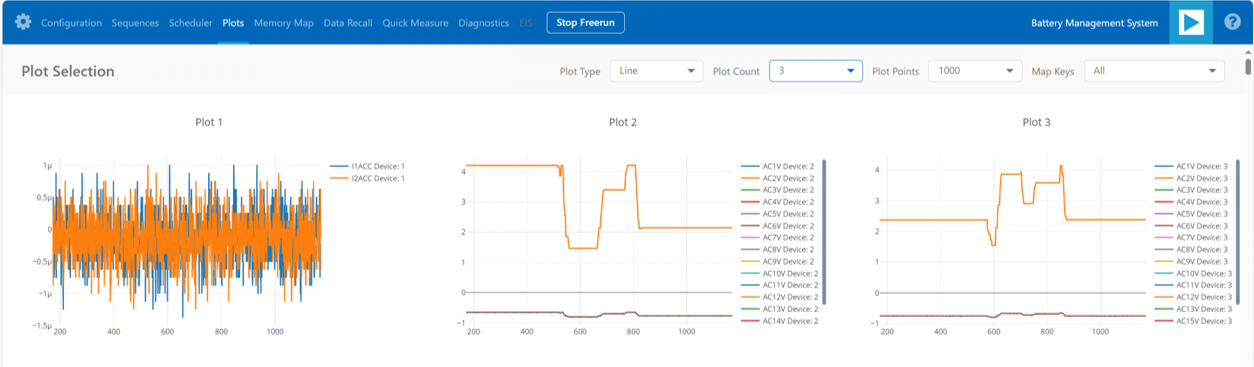 Configuration Sequences Scheduler Plots Memory Map Data Recall Quick Measure Diagnostics EIS Stop Freerun Battery Management System ?
Plot Selection Plot Type Line Plot Count 3 Plot Points 1000 Map Keys All
Plot 1
1μ
0.5μ
0
−0.5μ
−1μ
−1.5μ
200 400 600 800 1000
I1ACC Device: 1
I2ACC Device: 1
Plot 2
4
3
2
1
0
−1
200 400 600 800 1000
AC1V Device: 2
AC2V Device: 2
AC3V Device: 2
AC4V Device: 2
AC5V Device: 2
AC6V Device: 2
AC7V Device: 2
AC8V Device: 2
AC9V Device: 2
AC10V Device: 2
AC11V Device: 2
AC12V Device: 2
AC13V Device: 2
AC14V Device: 2
Plot 3
4
3
2
1
0
−1
200 400 600 800 1000
AC1V Device: 3
AC2V Device: 3
AC3V Device: 3
AC4V Device: 3
AC5V Device: 3
AC6V Device: 3
AC7V Device: 3
AC8V Device: 3
AC9V Device: 3
AC10V Device: 3
AC11V Device: 3
AC12V Device: 3
AC13V Device: 3
AC15V Device: 3